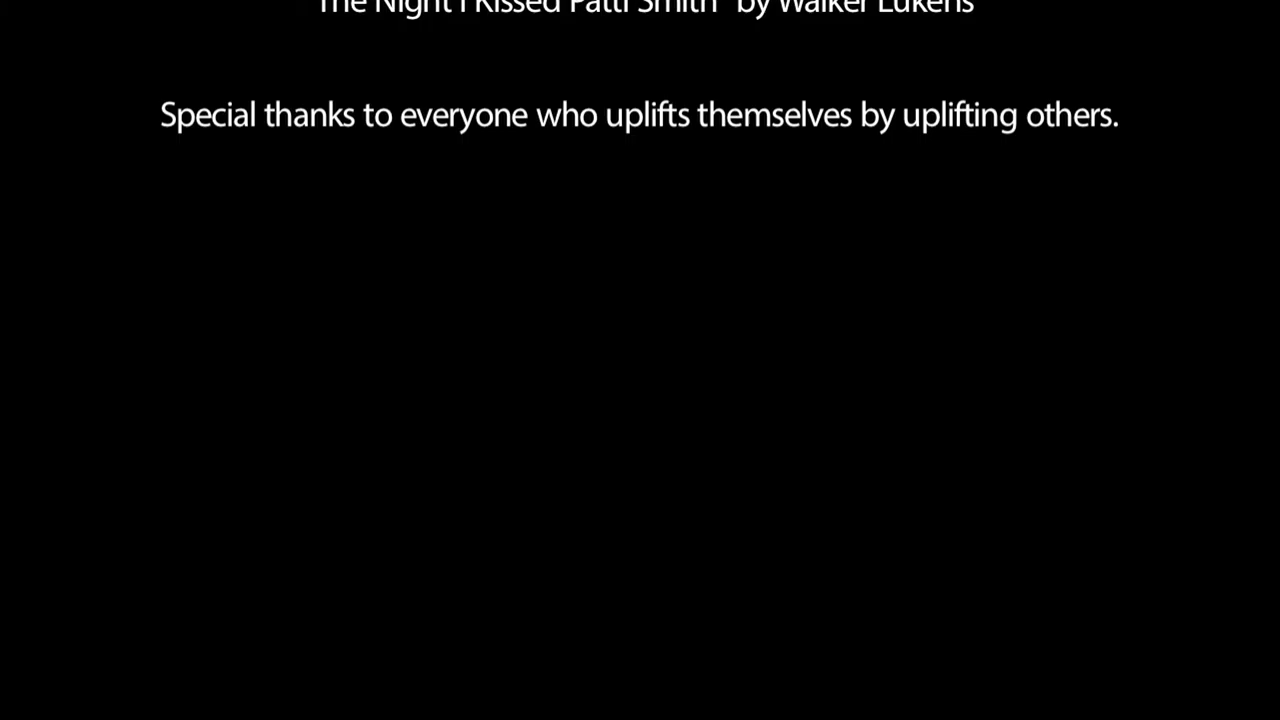 "The Night I Kissed Patti Smith" by Walker Lukens
Special thanks to everyone who uplifts themselves by uplifting others.